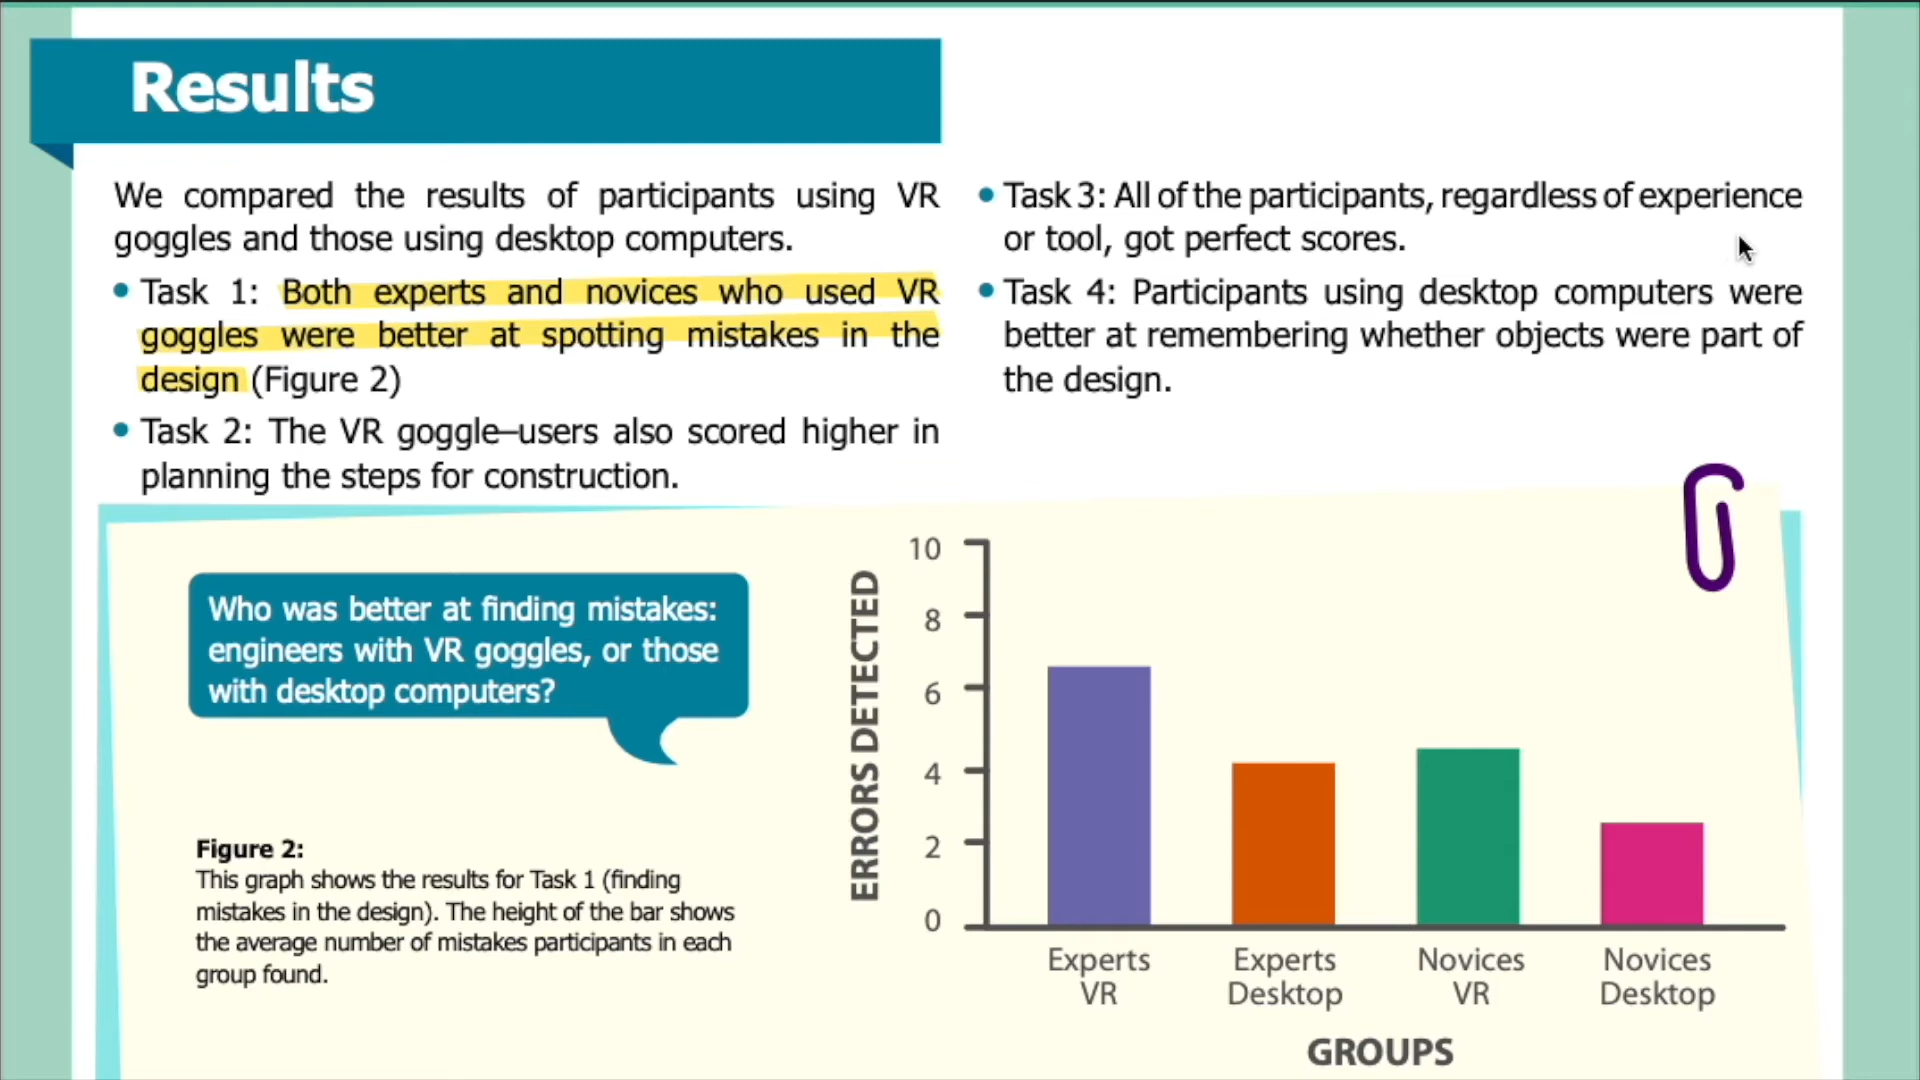 Results
We compared the results of participants using VR
goggles and those using desktop computers.
• Task 1: Both experts and novices who used VR
goggles were better at spotting mistakes in the
design (Figure 2)
• Task 2: The VR goggle–users also scored higher in
planning the steps for construction.
• Task 3: All of the participants, regardless of experience
or tool, got perfect scores.
• Task 4: Participants using desktop computers were
better at remembering whether objects were part of
the design.
Who was better at finding mistakes:
engineers with VR goggles, or those
with desktop computers?
Figure 2:
This graph shows the results for Task 1 (finding
mistakes in the design). The height of the bar shows
the average number of mistakes participants in each
group found.
ERRORS DETECTED
10
8
6
4
2
0
Experts VR
Experts Desktop
Novices VR
Novices Desktop
GROUPS